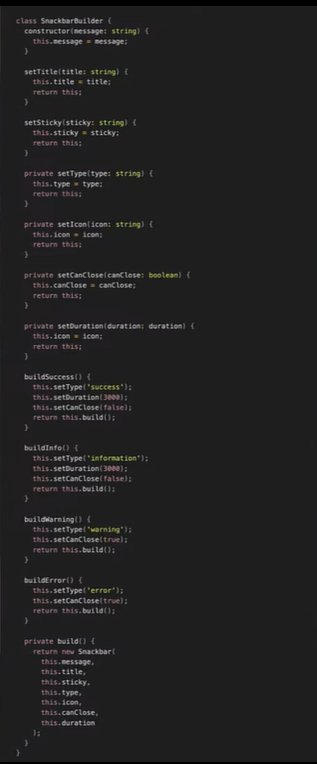 class SnackbarBuilder {
constructor(message: string) {
this.message = message;
}
setTitle(title: string) {
this.title = title;
return this;
}
setSticky(sticky: string) {
this.sticky = sticky;
return this;
}
private setType(type: string) {
this.type = type;
return this;
}
private setIcon(icon: string) {
this.icon = icon;
return this;
}
private setCanClose(canClose: boolean) {
this.canClose = canClose;
return this;
}
private setDuration(duration: duration) {
this.icon = icon;
return this;
}
buildSuccess() {
this.setType('success');
this.setDuration(3000);
this.setCanClose(false);
return this.build();
}
buildInfo() {
this.setType('information');
this.setDuration(3000);
this.setCanClose(false);
return this.build();
}
buildWarning() {
this.setType('warning');
this.setCanClose(true);
return this.build();
}
buildError() {
this.setType('error');
this.setCanClose(true);
return this.build();
}
private build() {
return new Snackbar(
this.message,
this.title,
this.sticky,
this.type,
this.icon,
this.canClose,
this.duration
);
}
}